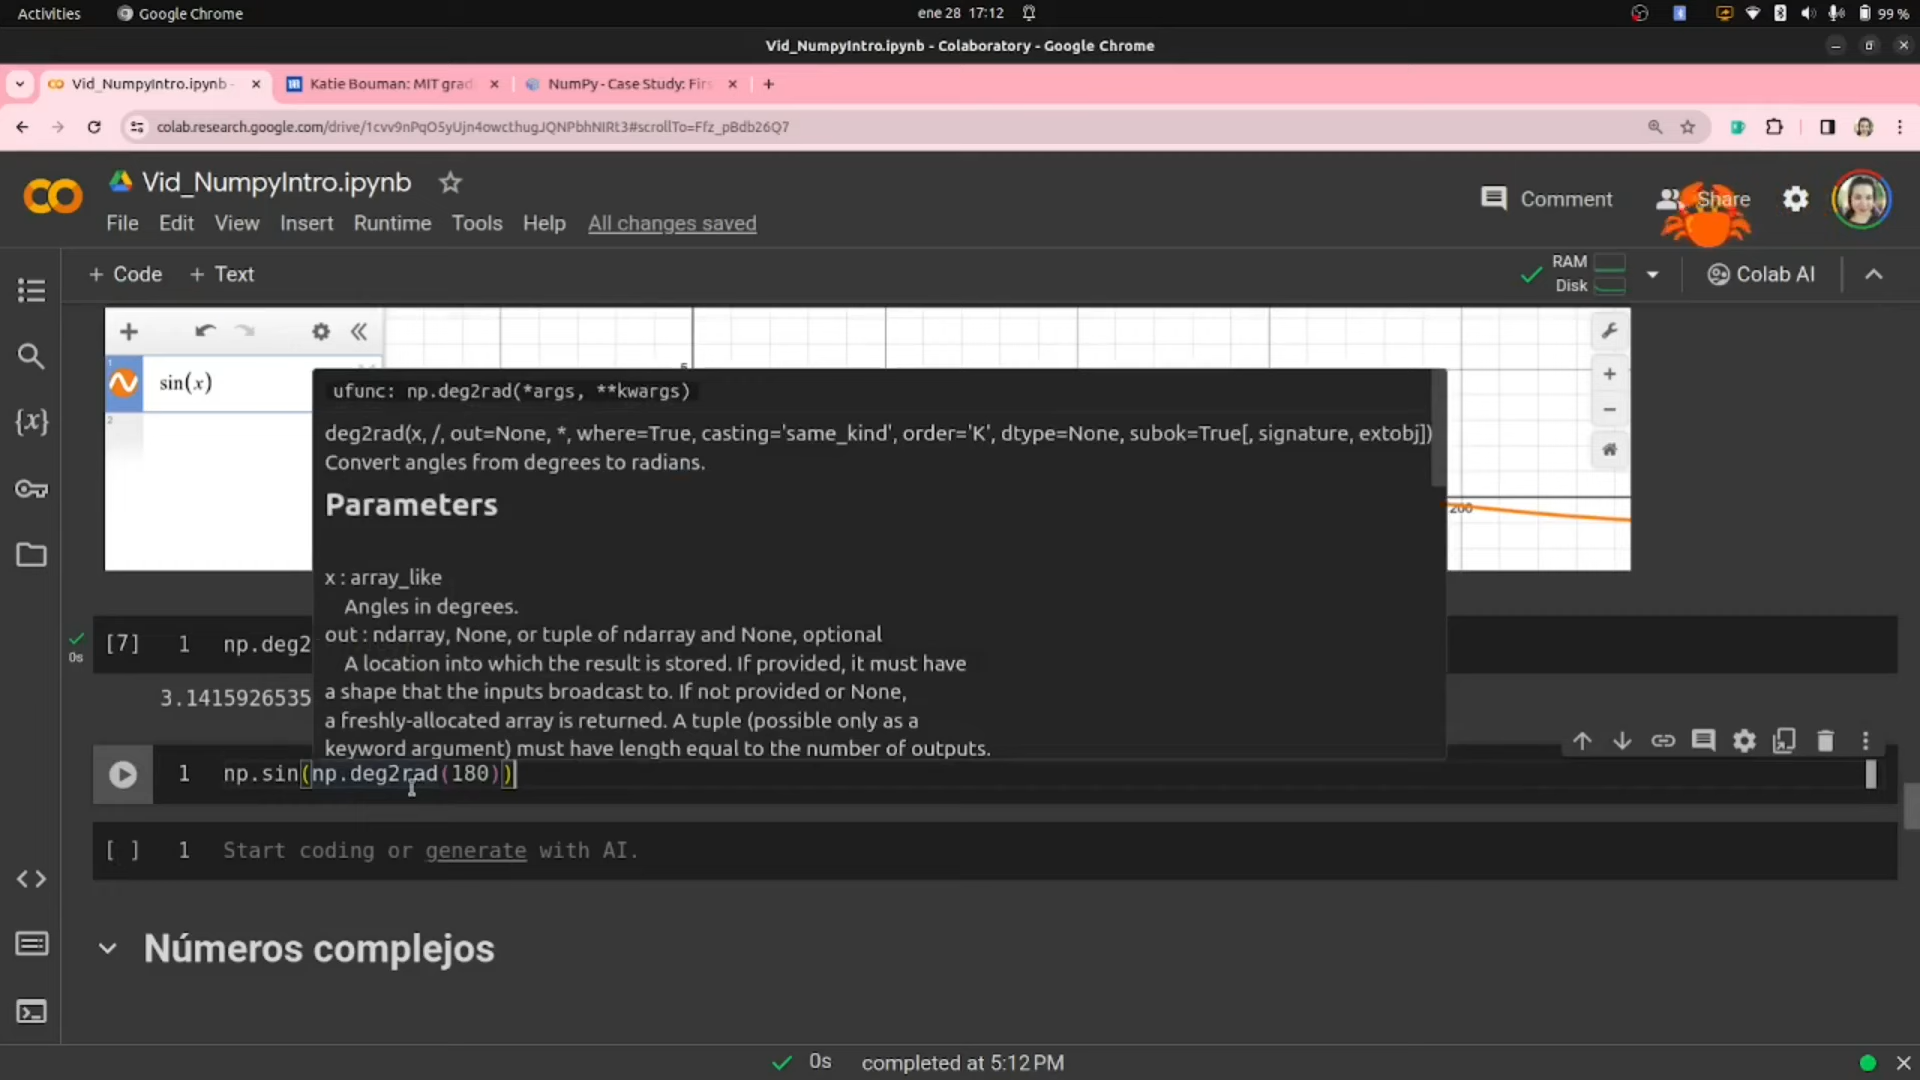 Activities
Google Chrome
ene 28 17:12
99 %
Vid_NumpyIntro.ipynb - Colaboratory - Google Chrome
Vid_NumpyIntro.ipynb -
Katie Bouman: MIT grad
NumPy - Case Study: Firs
colab.research.google.com/drive/1cvv9nPqO5yUjn4owcthugJQNPbhNIRt3#scrollTo=Ffz_pBdb26Q7
Vid_NumpyIntro.ipynb
Comment
Share
File Edit View Insert Runtime Tools Help All changes saved
+ Code + Text
RAM
Disk
Colab AI
1
sin(x)
2
5
200
ufunc: np.deg2rad(*args, **kwargs)
deg2rad(x, /, out=None, *, where=True, casting='same_kind', order='K', dtype=None, subok=True[, signature, extobj])
Convert angles from degrees to radians.
Parameters
x : array_like
Angles in degrees.
out : ndarray, None, or tuple of ndarray and None, optional
A location into which the result is stored. If provided, it must have
a shape that the inputs broadcast to. If not provided or None,
a freshly-allocated array is returned. A tuple (possible only as a
keyword argument) must have length equal to the number of outputs.
0s
[7] 1 np.deg2
3.1415926535
1 np.sin(np.deg2rad(180))
[ ] 1 Start coding or generate with AI.
Números complejos
0s completed at 5:12 PM